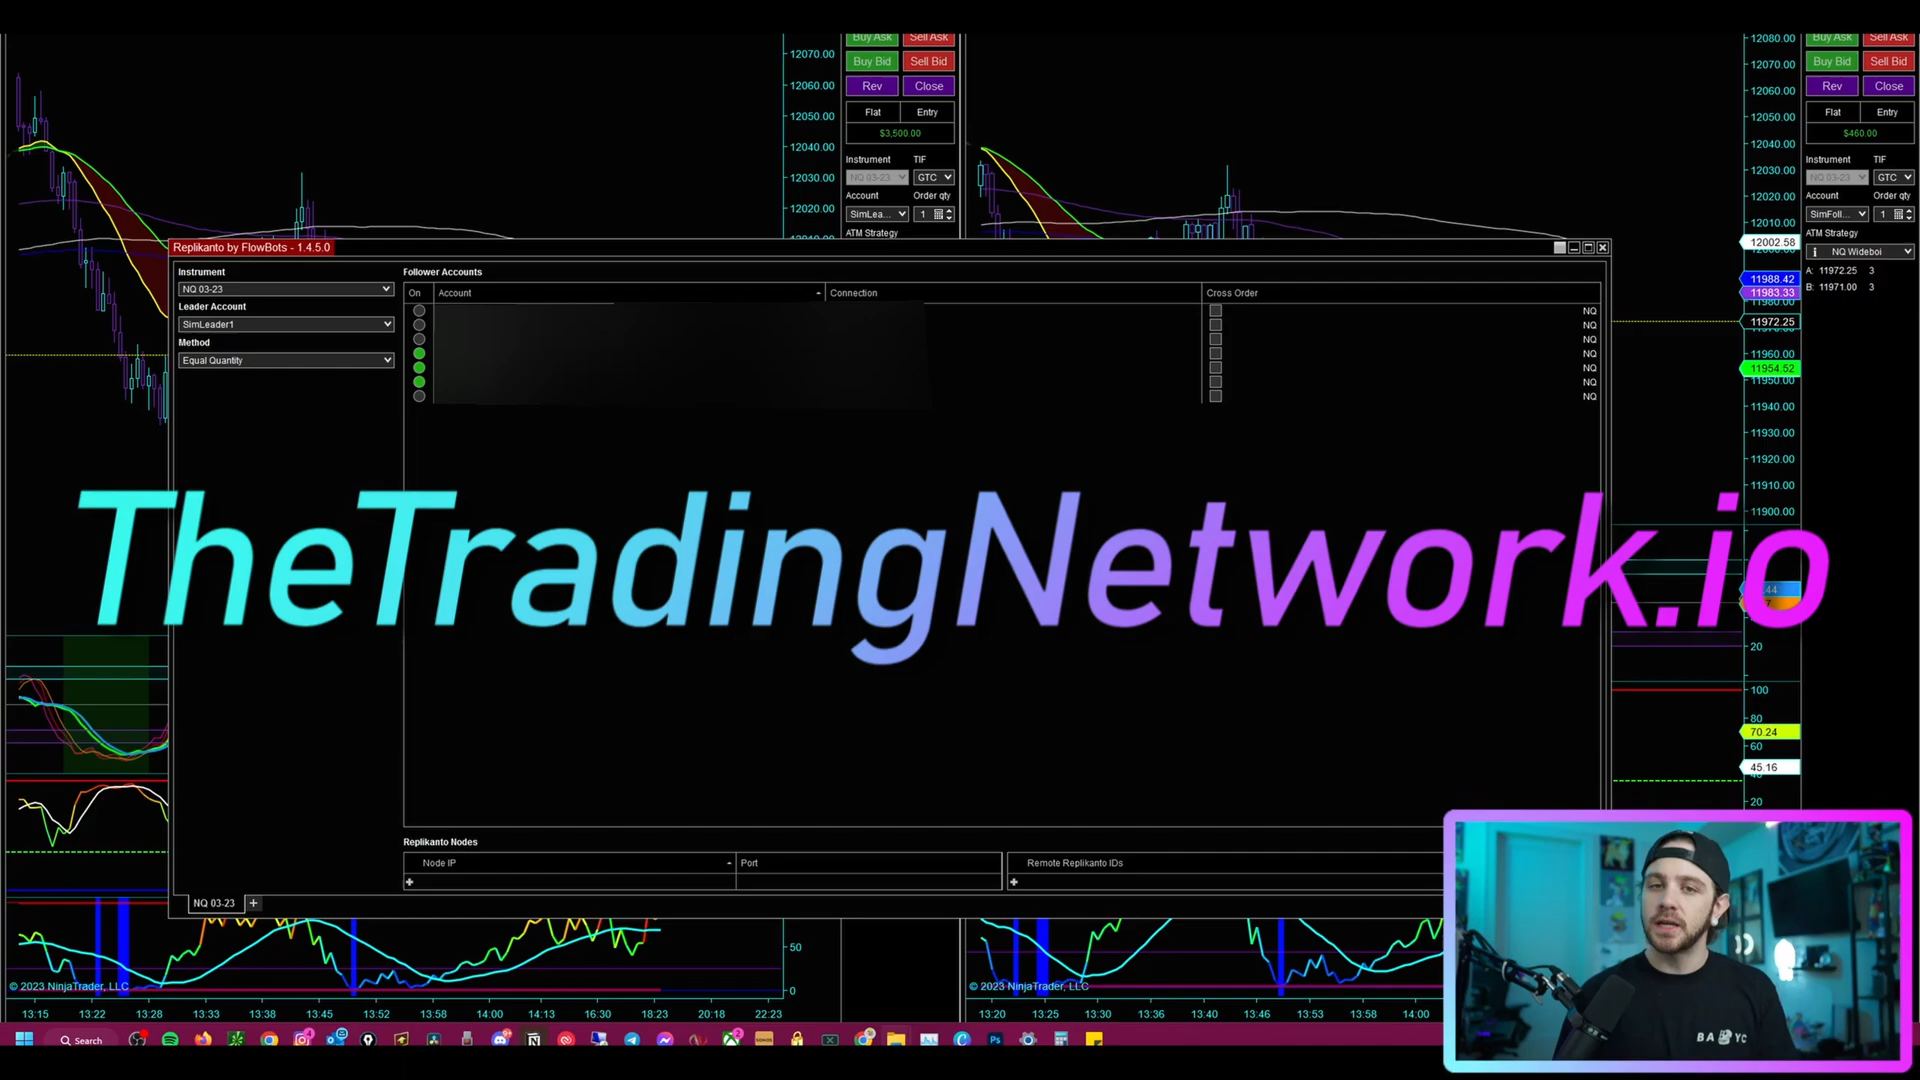 Buy Ask Sell Ask
Buy Bid Sell Bid
Rev Close
Flat Entry
$3,500.00
Instrument TIF
NQ 03-23 GTC
Account Order qty
SimLea... 1
ATM Strategy
12070.00
12060.00
12050.00
12040.00
12030.00
12020.00
Buy Ask Sell Ask
Buy Bid Sell Bid
Rev Close
Flat Entry
$460.00
Instrument TIF
NQ 03-23 GTC
Account Order qty
SimFoll... 1
ATM Strategy
NQ Wideboi
A: 11972.25 3
B: 11971.00 3
12080.00
12070.00
12060.00
12050.00
12040.00
12030.00
12020.00
12010.00
12002.58
11988.42
11983.33
11972.25
11960.00
11954.52
11950.00
11940.00
11930.00
11920.00
11910.00
11900.00
20
100
80
70.24
60
45.16
20
Replikanto by FlowBots - 1.4.5.0
Instrument
NQ 03-23
Leader Account
SimLeader1
Method
Equal Quantity
Follower Accounts
On Account Connection Cross Order
NQ
NQ
NQ
NQ
NQ
NQ
NQ
TheTradingNetwork.io
Replikanto Nodes
Node IP Port Remote Replikanto IDs
NQ 03-23 +
50
0
© 2023 NinjaTrader, LLC
© 2023 NinjaTrader, LLC
13:15 13:22 13:28 13:33 13:38 13:45 13:52 13:58 14:00 14:13 16:30 18:23 20:18 22:23
13:20 13:25 13:30 13:36 13:40 13:46 13:53 13:58 14:00
Search
BAYC